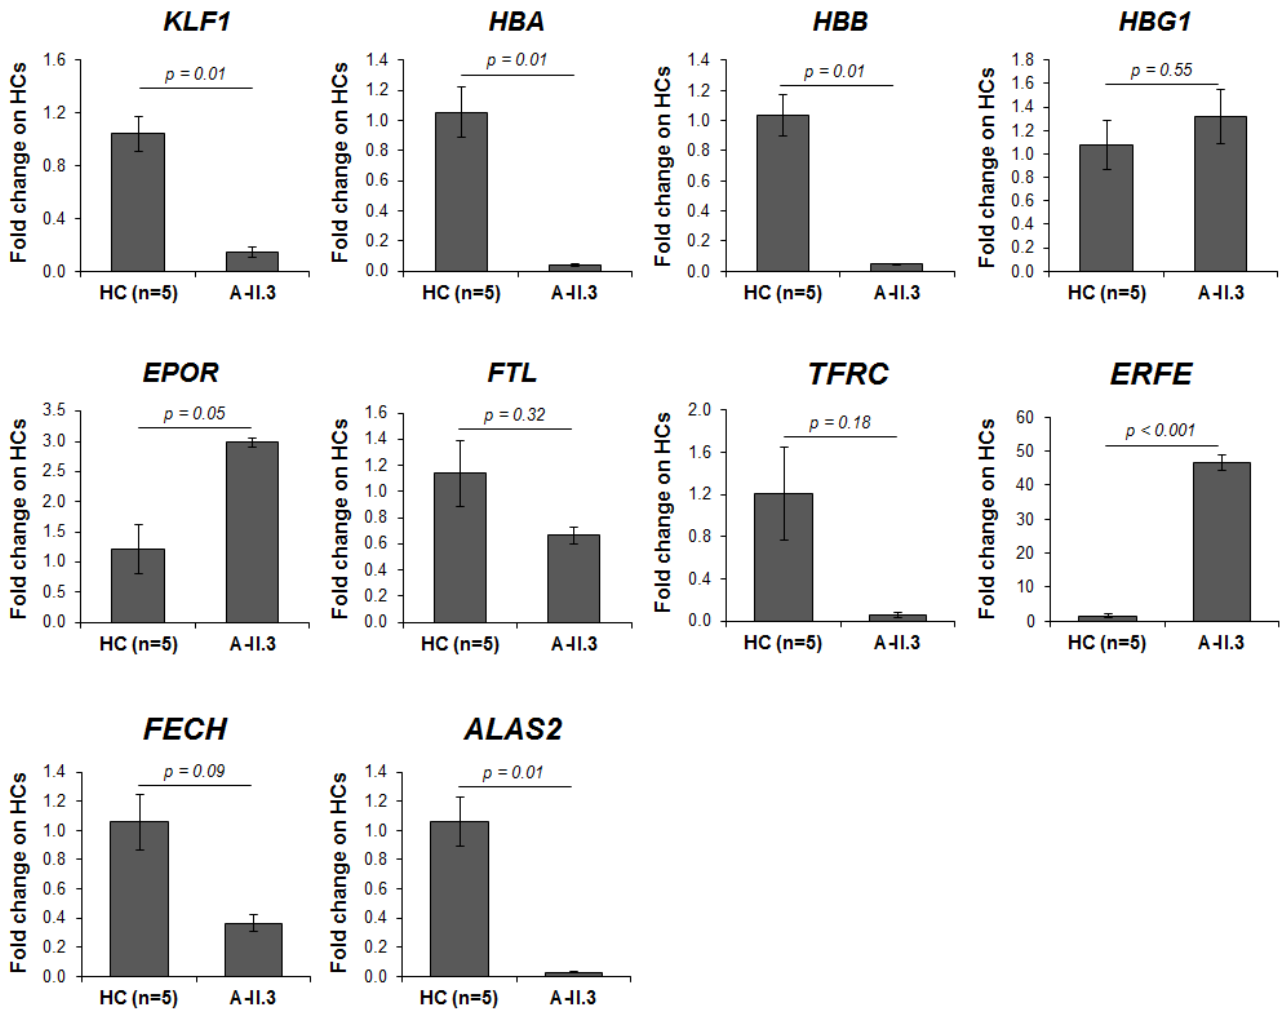 KLF1
Fold change on HCs
1.6
1.2
0.8
0.4
0.0
p = 0.01
HC (n=5) A-II.3
HBA
Fold change on HCs
1.4
1.2
1.0
0.8
0.6
0.4
0.2
0.0
p = 0.01
HC (n=5) A-II.3
HBB
Fold change on HCs
1.4
1.2
1.0
0.8
0.6
0.4
0.2
0.0
p = 0.01
HC (n=5) A-II.3
HBG1
Fold change on HCs
1.8
1.6
1.4
1.2
1.0
0.8
0.6
0.4
0.2
0.0
p = 0.55
HC (n=5) A-II.3
EPOR
Fold change on HCs
3.5
3.0
2.5
2.0
1.5
1.0
0.5
0.0
p = 0.05
HC (n=5) A-II.3
FTL
Fold change on HCs
1.6
1.4
1.2
1.0
0.8
0.6
0.4
0.2
0.0
p = 0.32
HC (n=5) A-II.3
TFRC
Fold change on HCs
2.0
1.6
1.2
0.8
0.4
0.0
p = 0.18
HC (n=5) A-II.3
ERFE
Fold change on HCs
60
50
40
30
20
10
0
p < 0.001
HC (n=5) A-II.3
FECH
Fold change on HCs
1.4
1.2
1.0
0.8
0.6
0.4
0.2
0.0
p = 0.09
HC (n=5) A-II.3
ALAS2
Fold change on HCs
1.4
1.2
1.0
0.8
0.6
0.4
0.2
0.0
p = 0.01
HC (n=5) A-II.3